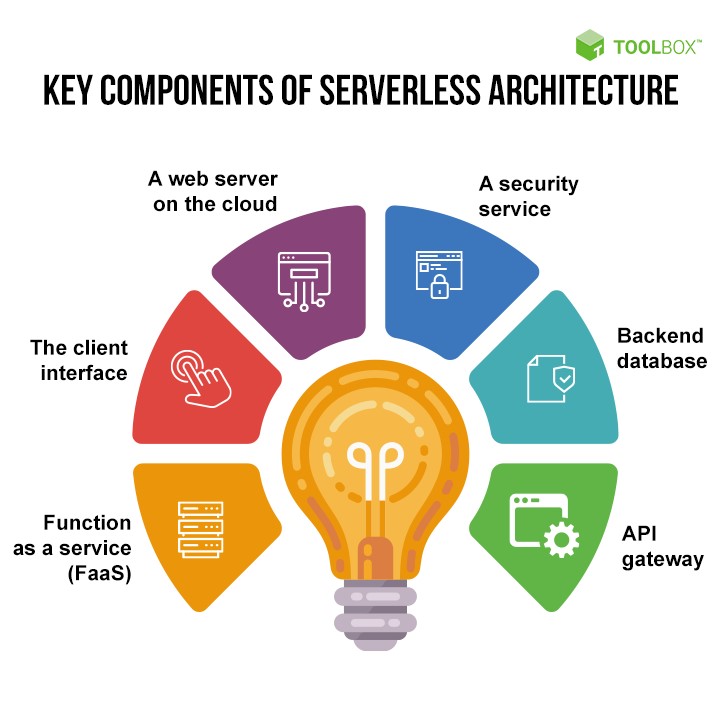 TOOLBOX™
KEY COMPONENTS OF SERVERLESS ARCHITECTURE
A web server
on the cloud
A security
service
The client
interface
Backend
database
Function
as a service
(FaaS)
API
gateway